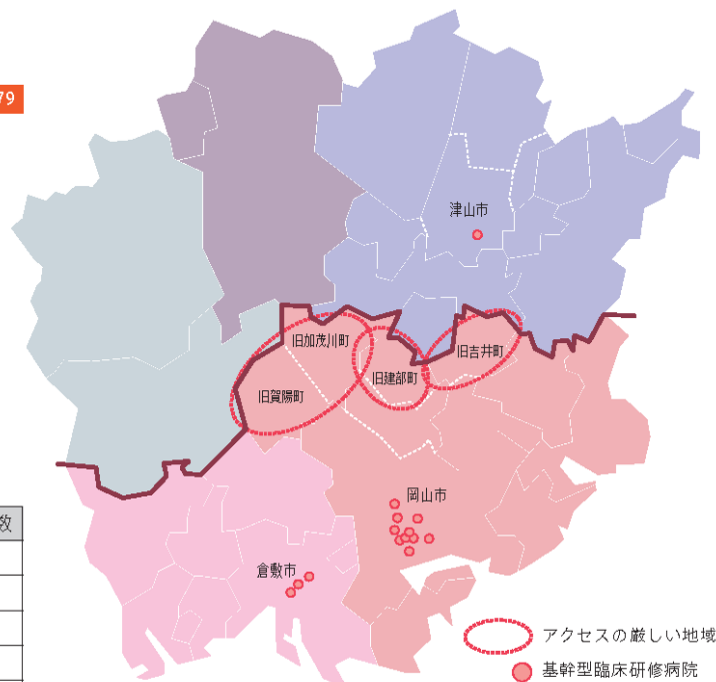 79
津山市
旧加茂川町
旧吉井町
旧建部町
旧賀陽町
岡山市
数
倉敷市
アクセスの厳しい地域
基幹型臨床研修病院